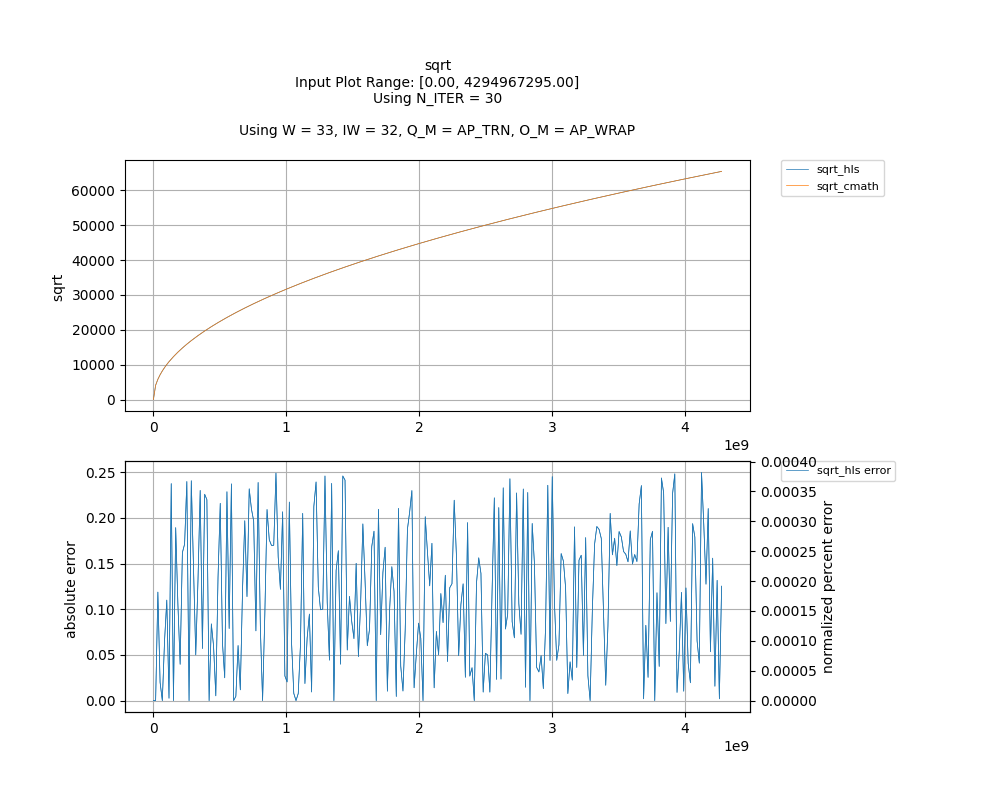 sqrt
Input Plot Range: [0.00, 4294967295.00]
Using N_ITER = 30
Using W = 33, IW = 32, Q_M = AP_TRN, O_M = AP_WRAP
sqrt_hls
sqrt_cmath
sqrt
60000
50000
40000
30000
20000
10000
0
0 1 2 3 4
1e9
sqrt_hls error
absolute error
0.25
0.20
0.15
0.10
0.05
0.00
0.00040
0.00035
0.00030
0.00025
0.00020
0.00015
0.00010
0.00005
0.00000
normalized percent error
0 1 2 3 4
1e9